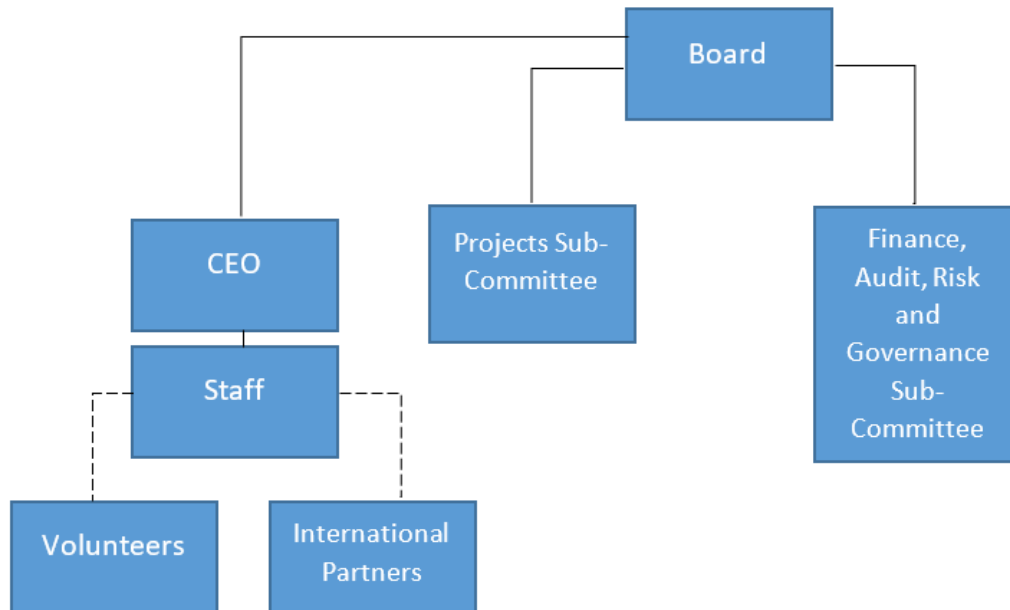 Board
CEO
Projects Sub-
Committee
Finance,
Audit, Risk
and
Governance
Sub-
Committee
Staff
Volunteers
International
Partners